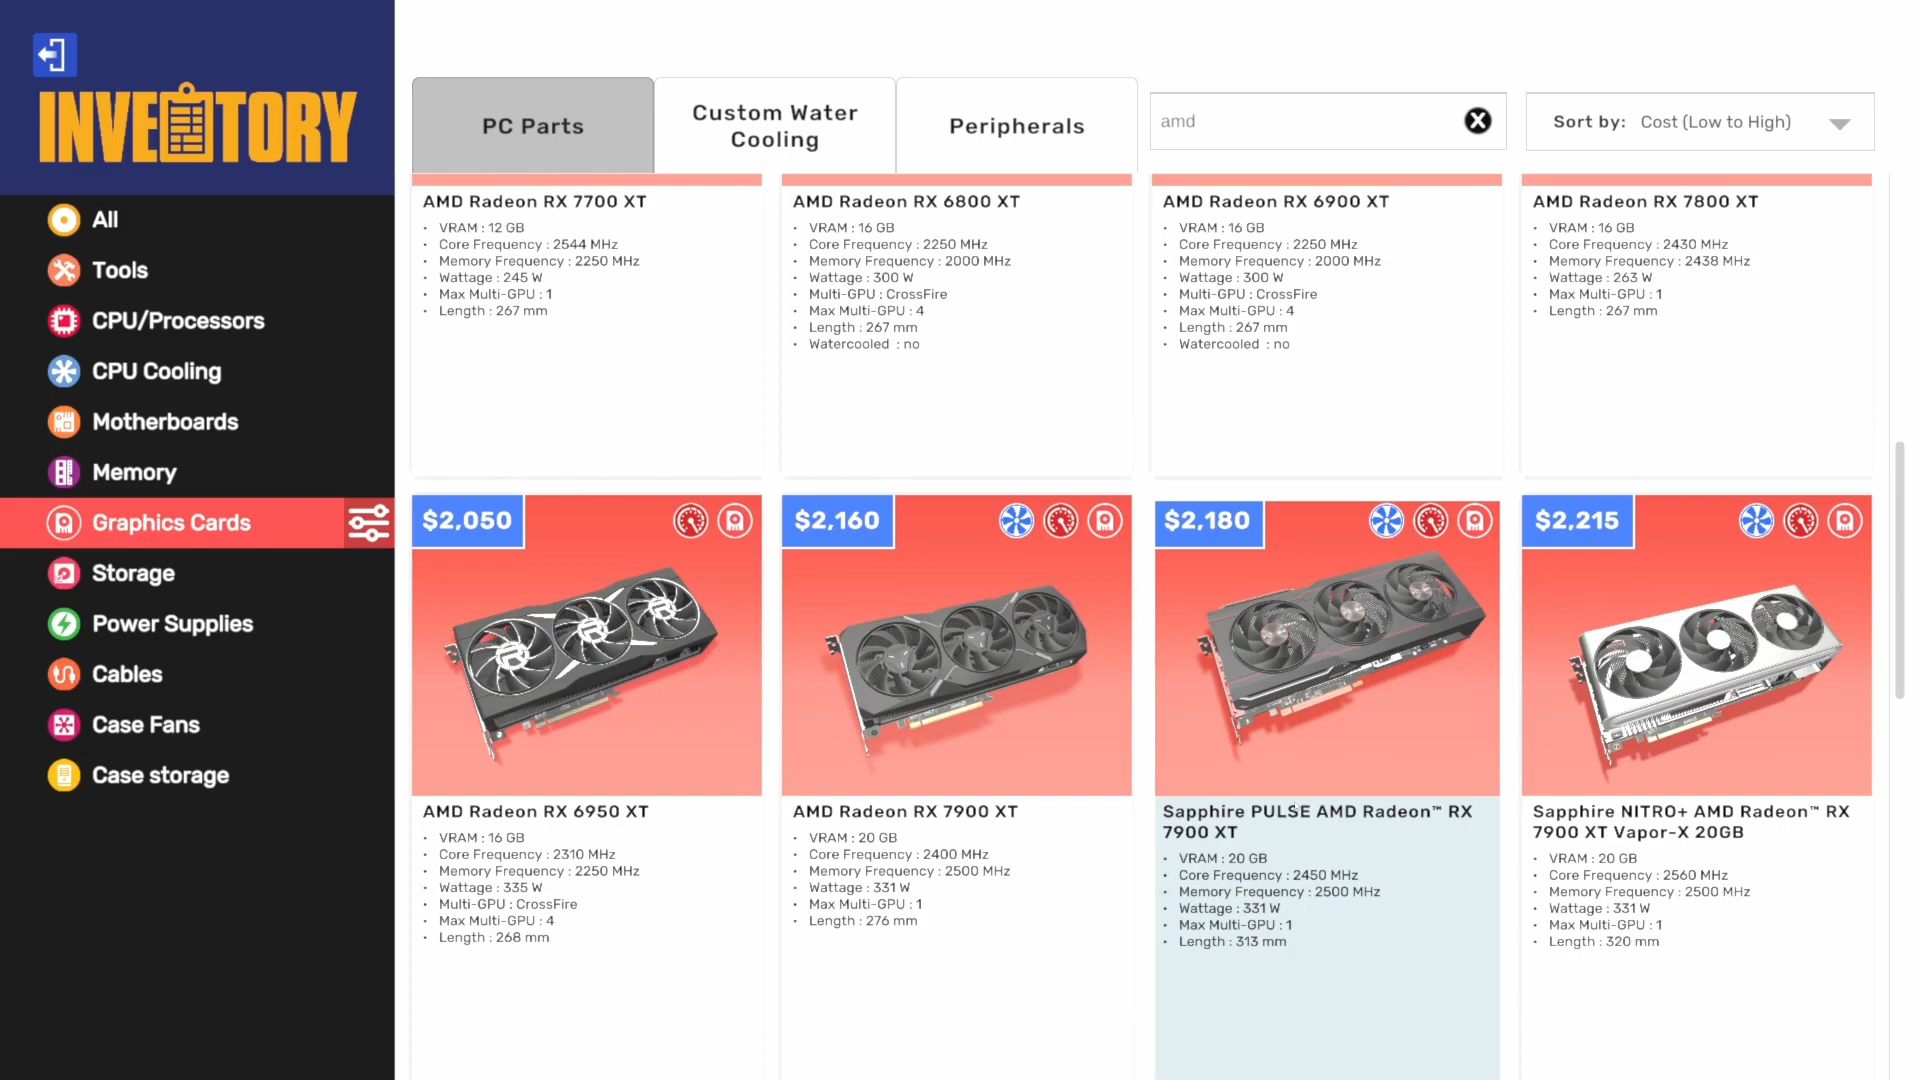 INVENTORY
All
Tools
CPU/Processors
CPU Cooling
Motherboards
Memory
Graphics Cards
Storage
Power Supplies
Cables
Case Fans
Case storage
PC Parts
Custom Water
Cooling
Peripherals
amd
Sort by: Cost (Low to High)
AMD Radeon RX 7700 XT
• VRAM : 12 GB
• Core Frequency : 2544 MHz
• Memory Frequency : 2250 MHz
• Wattage : 245 W
• Max Multi-GPU : 1
• Length : 267 mm
AMD Radeon RX 6800 XT
• VRAM : 16 GB
• Core Frequency : 2250 MHz
• Memory Frequency : 2000 MHz
• Wattage : 300 W
• Multi-GPU : CrossFire
• Max Multi-GPU : 4
• Length : 267 mm
• Watercooled : no
AMD Radeon RX 6900 XT
• VRAM : 16 GB
• Core Frequency : 2250 MHz
• Memory Frequency : 2000 MHz
• Wattage : 300 W
• Multi-GPU : CrossFire
• Max Multi-GPU : 4
• Length : 267 mm
• Watercooled : no
AMD Radeon RX 7800 XT
• VRAM : 16 GB
• Core Frequency : 2430 MHz
• Memory Frequency : 2438 MHz
• Wattage : 263 W
• Max Multi-GPU : 1
• Length : 267 mm
$2,050
AMD Radeon RX 6950 XT
• VRAM : 16 GB
• Core Frequency : 2310 MHz
• Memory Frequency : 2250 MHz
• Wattage : 335 W
• Multi-GPU : CrossFire
• Max Multi-GPU : 4
• Length : 268 mm
$2,160
AMD Radeon RX 7900 XT
• VRAM : 20 GB
• Core Frequency : 2400 MHz
• Memory Frequency : 2500 MHz
• Wattage : 331 W
• Max Multi-GPU : 1
• Length : 276 mm
$2,180
Sapphire PULSE AMD Radeon™ RX
7900 XT
• VRAM : 20 GB
• Core Frequency : 2450 MHz
• Memory Frequency : 2500 MHz
• Wattage : 331 W
• Max Multi-GPU : 1
• Length : 313 mm
$2,215
Sapphire NITRO+ AMD Radeon™ RX
7900 XT Vapor-X 20GB
• VRAM : 20 GB
• Core Frequency : 2560 MHz
• Memory Frequency : 2500 MHz
• Wattage : 331 W
• Max Multi-GPU : 1
• Length : 320 mm